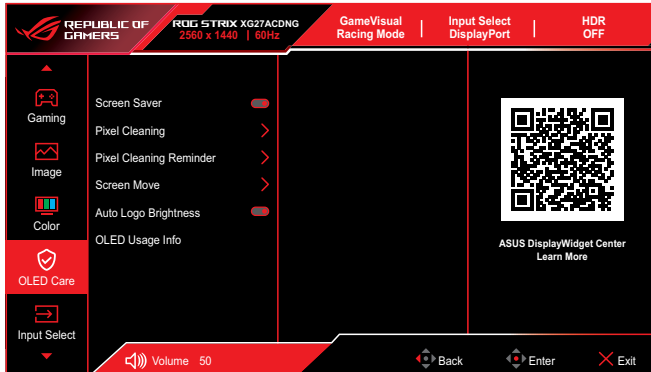 REPUBLIC OF
GAMERS
ROG STRIX XG27ACDNG
2560 x 1440 | 60Hz
GameVisual
Racing Mode
Input Select
DisplayPort
HDR
OFF
Gaming
Image
Color
OLED Care
Input Select
Screen Saver
Pixel Cleaning
Pixel Cleaning Reminder
Screen Move
Auto Logo Brightness
OLED Usage Info
ASUS DisplayWidget Center
Learn More
Volume 50
Back
Enter
Exit